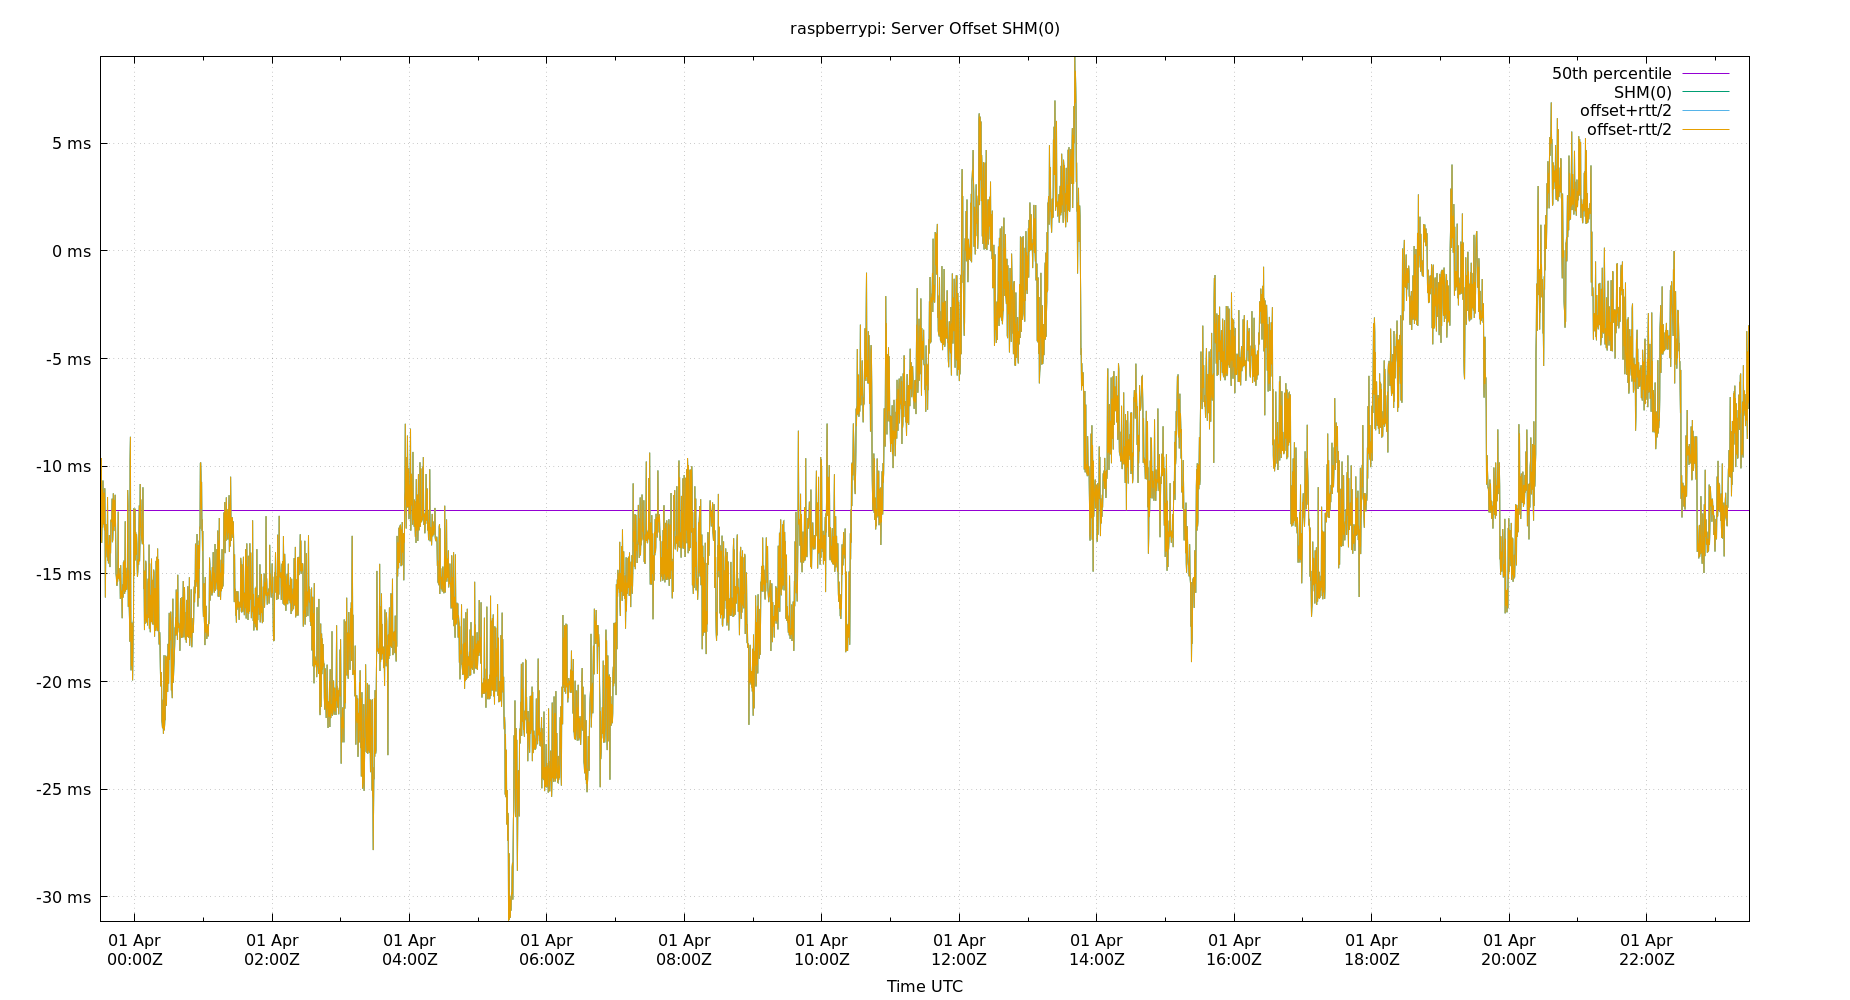 raspberrypi: Server Offset SHM(0)
50th percentile
SHM(0)
offset+rtt/2
offset-rtt/2
5 ms
0 ms
-5 ms
-10 ms
-15 ms
-20 ms
-25 ms
-30 ms
01 Apr 01 Apr 01 Apr 01 Apr 01 Apr 01 Apr 01 Apr 01 Apr 01 Apr 01 Apr 01 Apr 01 Apr
00:00Z 02:00Z 04:00Z 06:00Z 08:00Z 10:00Z 12:00Z 14:00Z 16:00Z 18:00Z 20:00Z 22:00Z
Time UTC